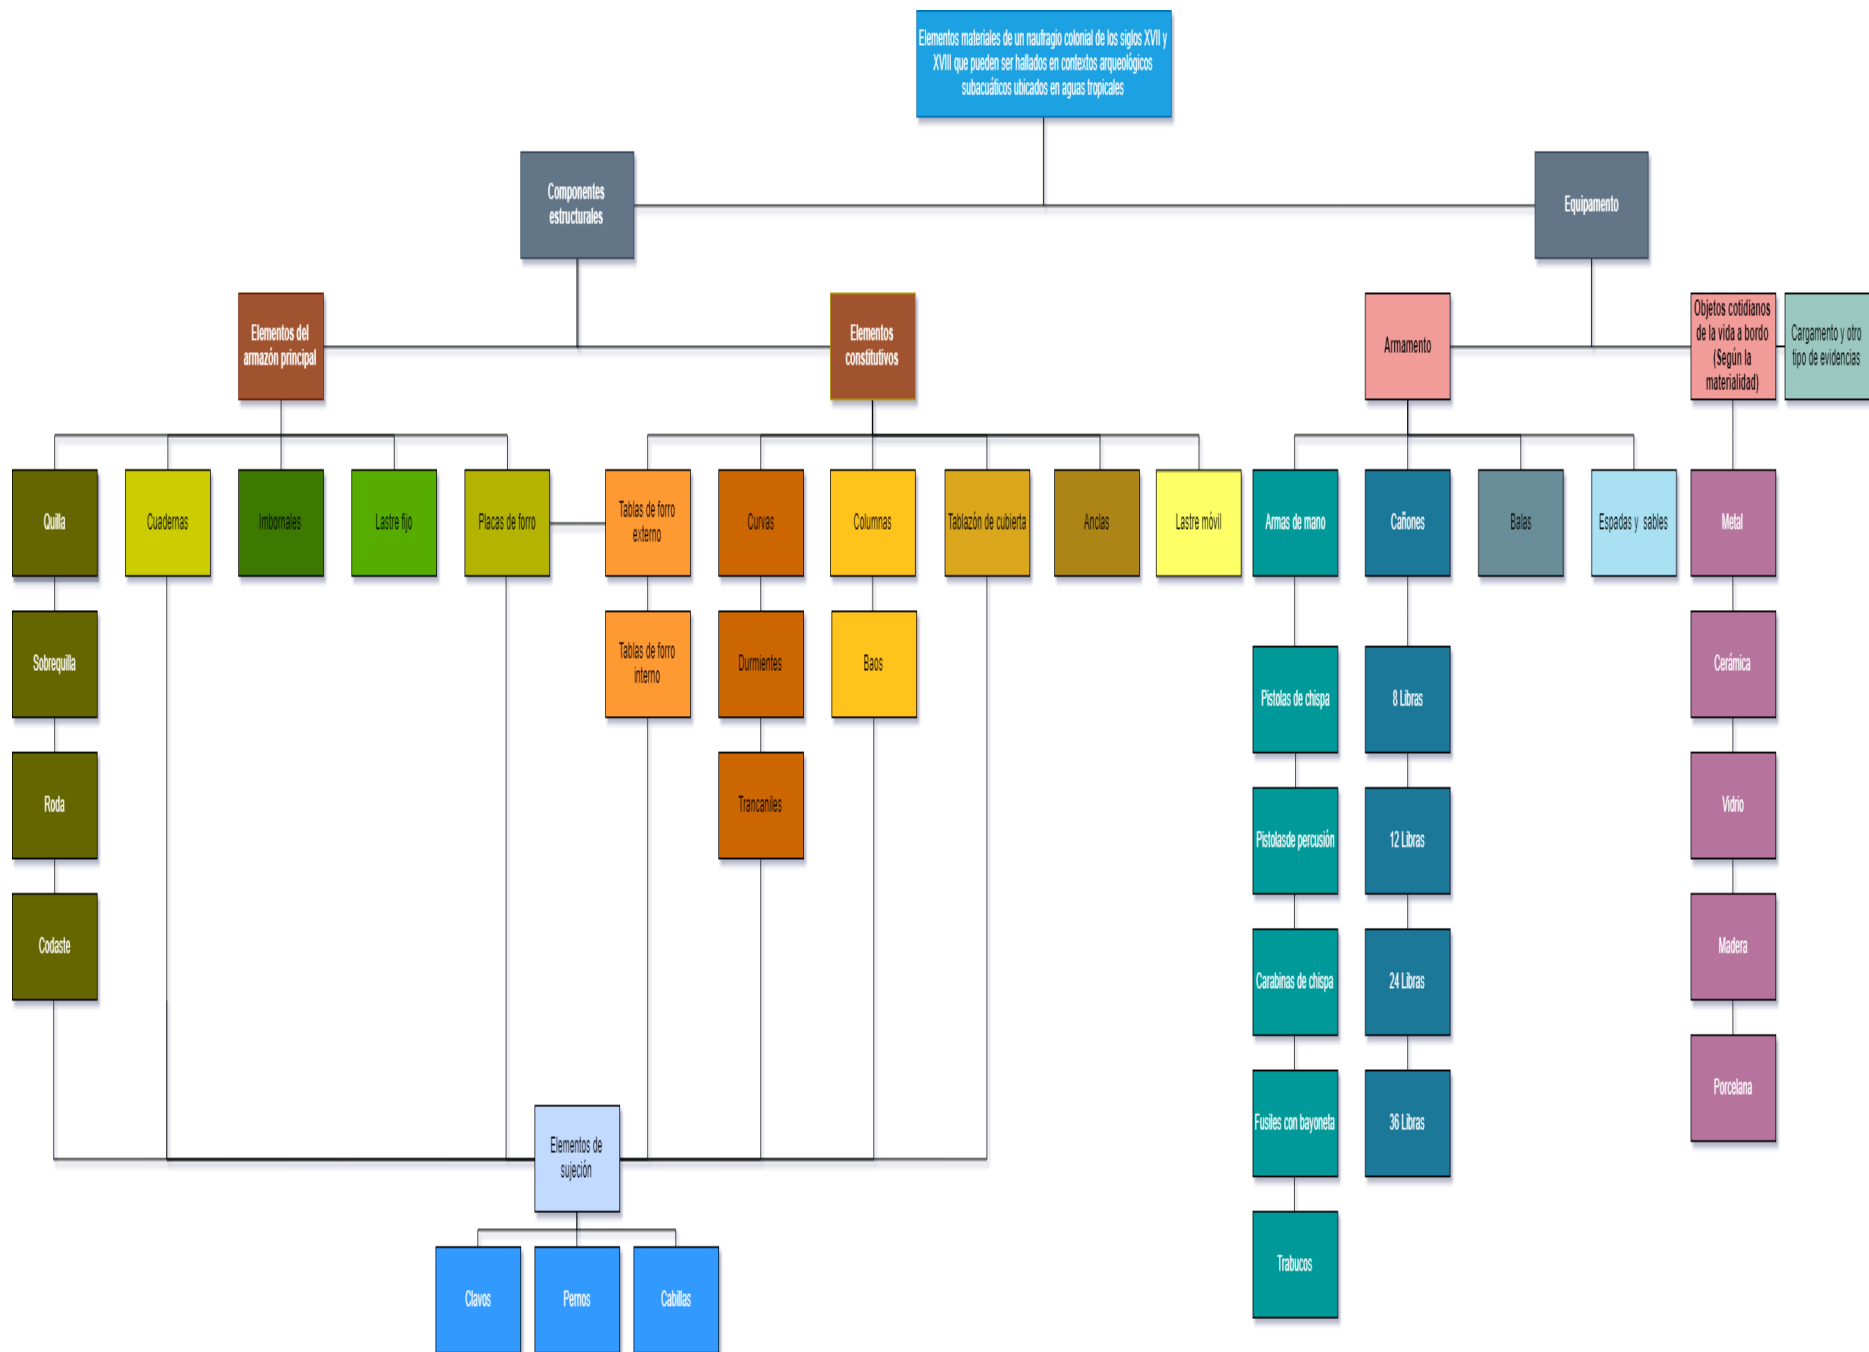 Elementos materiales de un naufragio colonial de los siglos XVII y
XVIII que pueden ser hallados en contextos arqueológicos
subacuáticos ubicados en aguas tropicales
Componentes
estructurales
Equipamento
Elementos del
armazón principal
Elementos
constitutivos
Armamento
Objetos cotidianos
de la vida a bordo
(Según la
materialidad)
Cargamento y otro
tipo de evidencias
Quilla
Cuadernas
Imbornales
Lastre fijo
Placas de forro
Tablas de forro
externo
Curvas
Columnas
Tablazón de cubierta
Anclas
Lastre móvil
Armas de mano
Cañones
Balas
Espadas y sables
Metal
Sobrequilla
Tablas de forro
interno
Durmientes
Baos
Pistolas de chispa
8 Libras
Cerámica
Roda
Trancaniles
Pistolasde percusión
12 Libras
Vidrio
Codaste
Carabinas de chispa
24 Libras
Madera
Elementos de
sujeción
Fusiles con bayoneta
36 Libras
Porcelana
Clavos
Pernos
Cabillas
Trabucos